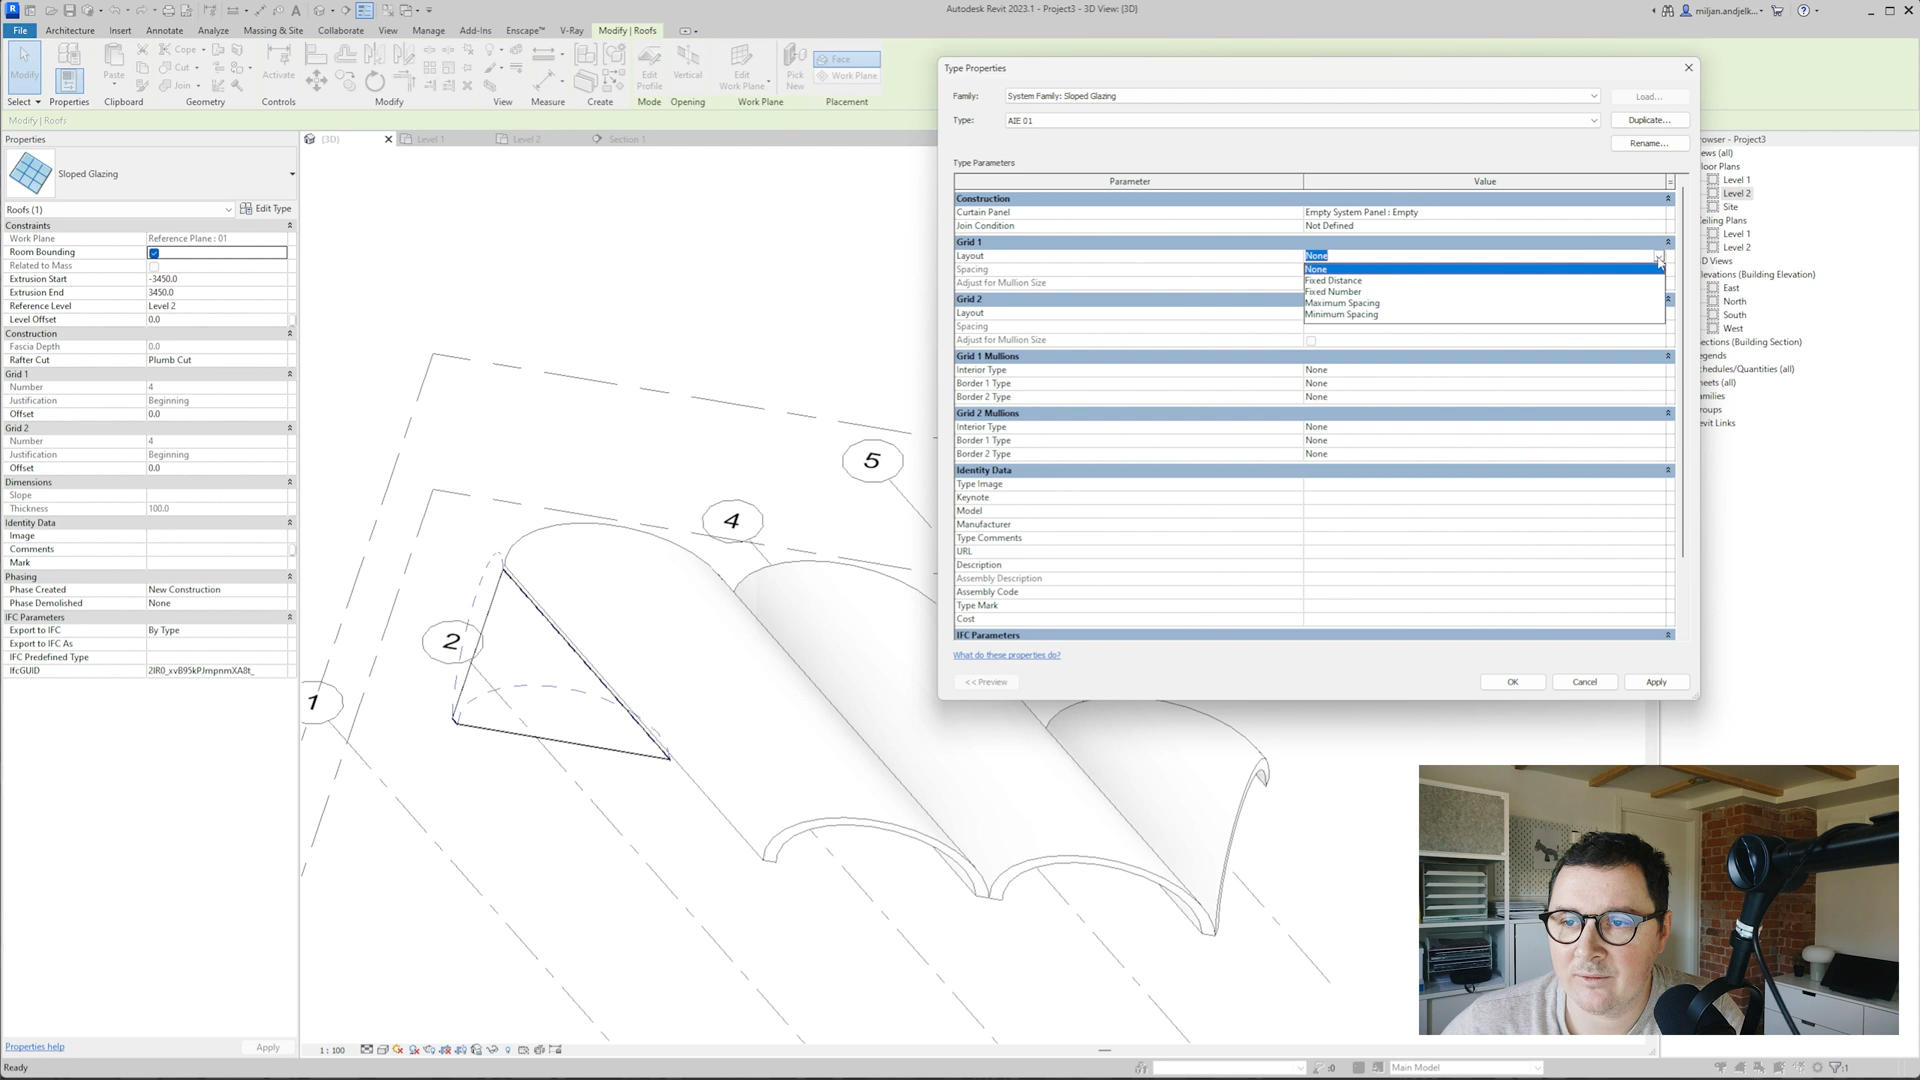 Autodesk Revit 2023.1 - Project3 - 3D View: {3D}
miljan.andjelk...
File Architecture Insert Annotate Analyze Massing & Site Collaborate View Manage Add-Ins Enscape™ V-Ray Modify | Roofs
Modify
Properties
Paste
Cope
Cut
Join
Activate
Edit Profile
Vertical
Edit Work Plane
Pick New
Face
Work Plane
Select Properties Clipboard Geometry Controls Modify View Measure Create Mode Opening Work Plane Placement
Modify | Roofs
Properties
Sloped Glazing
Roofs (1) Edit Type
Constraints
Work Plane Reference Plane : 01
Room Bounding
Related to Mass
Extrusion Start -3450.0
Extrusion End 3450.0
Reference Level Level 2
Level Offset 0.0
Construction
Fascia Depth 0.0
Rafter Cut Plumb Cut
Grid 1
Number 4
Justification Beginning
Offset 0.0
Grid 2
Number 4
Justification Beginning
Offset 0.0
Dimensions
Slope
Thickness 100.0
Identity Data
Image
Comments
Mark
Phasing
Phase Created New Construction
Phase Demolished None
IFC Parameters
Export to IFC By Type
Export to IFC As
IFC Predefined Type
IfcGUID 2IR0_xvB95kPJmpnmXA8t_
Properties help Apply
{3D} Level 1 Level 2 Section 1
5
4
2
1
1 : 100
Type Properties
Family: System Family: Sloped Glazing Load...
Type: AIE 01 Duplicate...
Rename...
Type Parameters
Parameter Value =
Construction
Curtain Panel Empty System Panel : Empty
Join Condition Not Defined
Grid 1
Layout None
Spacing None
Fixed Distance
Adjust for Mullion Size Fixed Number
Grid 2 Maximum Spacing
Layout Minimum Spacing
Spacing
Adjust for Mullion Size
Grid 1 Mullions
Interior Type None
Border 1 Type None
Border 2 Type None
Grid 2 Mullions
Interior Type None
Border 1 Type None
Border 2 Type None
Identity Data
Type Image
Keynote
Model
Manufacturer
Type Comments
URL
Description
Assembly Description
Assembly Code
Type Mark
Cost
IFC Parameters
What do these properties do?
<< Preview OK Cancel Apply
rowser - Project3
iews (all)
loor Plans
Level 1
Level 2
Site
eiling Plans
Level 1
Level 2
D Views
levations (Building Elevation)
East
North
South
West
ections (Building Section)
egends
chedules/Quantities (all)
heets (all)
amilies
roups
evit Links
Ready
:0
Main Model
:1